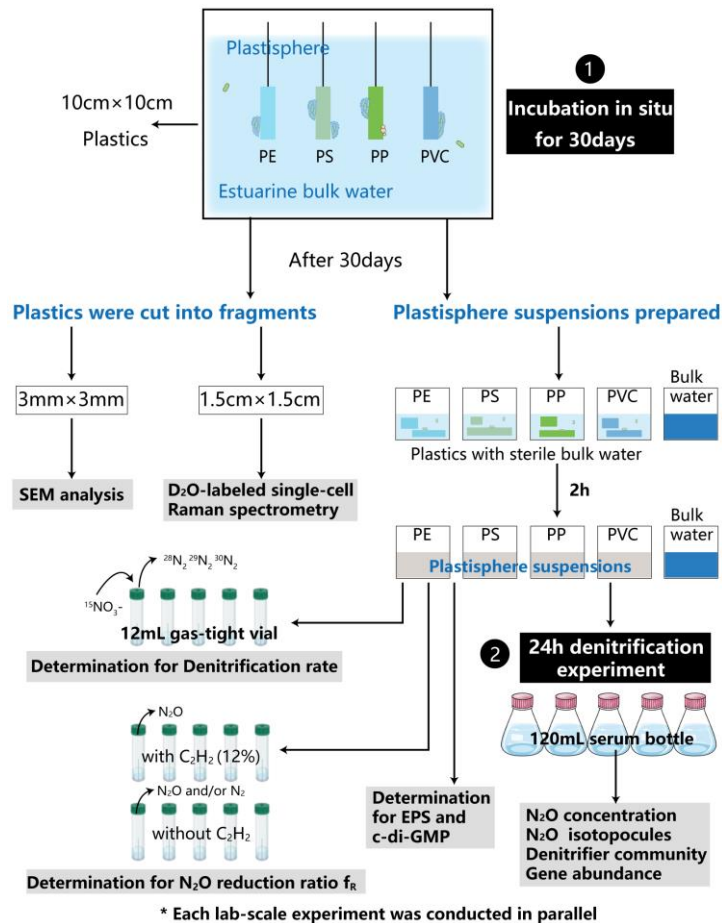 Plastisphere
10cm×10cm
Plastics
PE PS PP PVC
Estuarine bulk water
1
Incubation in situ
for 30days
After 30days
Plastics were cut into fragments
3mm×3mm
1.5cm×1.5cm
SEM analysis
D₂O-labeled single-cell
Raman spectrometry
Plastisphere suspensions prepared
PE PS PP PVC
Bulk
water
Plastics with sterile bulk water
2h
PE PS PP PVC
Bulk
water
Plastisphere suspensions
²⁸N₂ ²⁹N₂ ³⁰N₂
¹⁵NO₃-
12mL gas-tight vial
Determination for Denitrification rate
N₂O
with C₂H₂ (12%)
N₂O and/or N₂
without C₂H₂
Determination for N₂O reduction ratio fR
Determination
for EPS and
c-di-GMP
2
24h denitrification
experiment
120mL serum bottle
N₂O concentration
N₂O isotopocules
Denitrifier community
Gene abundance
* Each lab-scale experiment was conducted in parallel